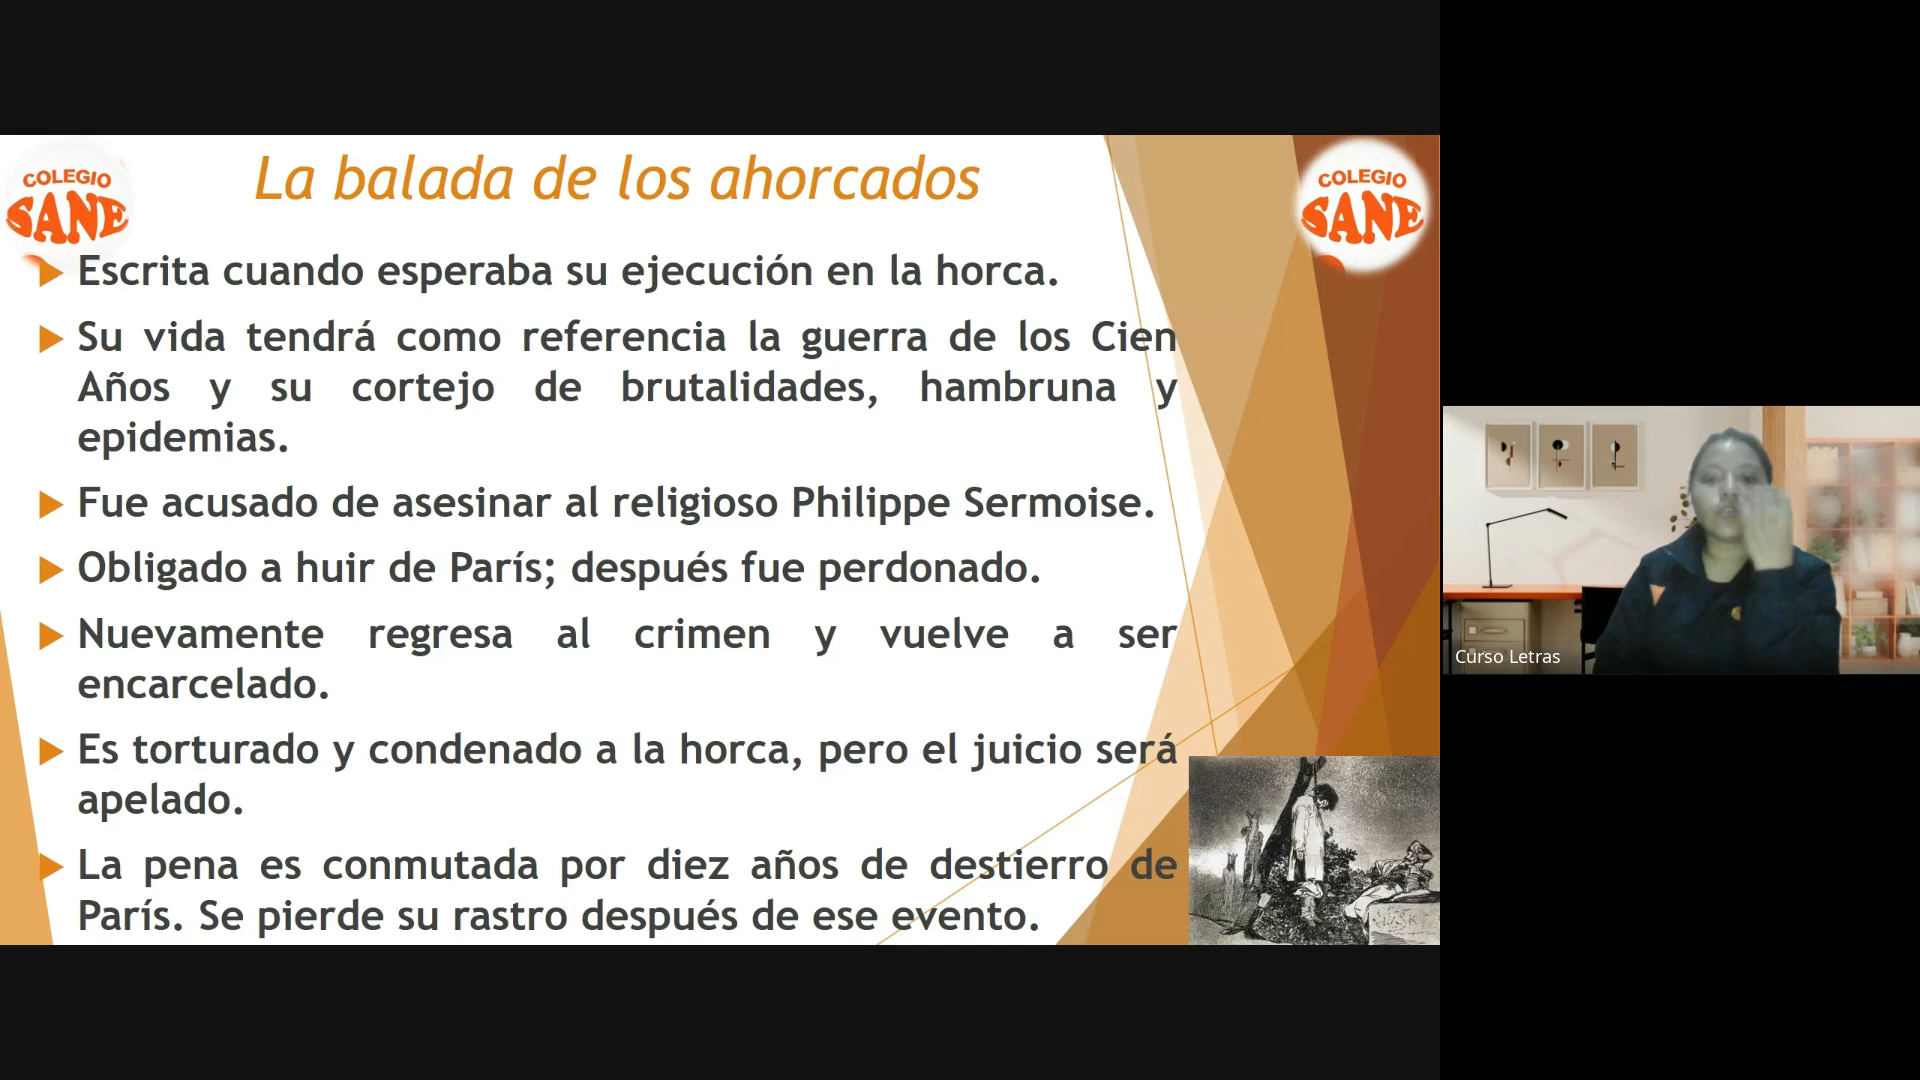 COLEGIO
SANE
La balada de los ahorcados
COLEGIO
SANE
Escrita cuando esperaba su ejecución en la horca.
Su vida tendrá como referencia la guerra de los Cien
Años y su cortejo de brutalidades, hambruna y
epidemias.
Fue acusado de asesinar al religioso Philippe Sermoise.
Obligado a huir de París; después fue perdonado.
Nuevamente regresa al crimen y vuelve a ser
encarcelado.
Es torturado y condenado a la horca, pero el juicio será
apelado.
La pena es conmutada por diez años de destierro de
París. Se pierde su rastro después de ese evento.
Curso Letras